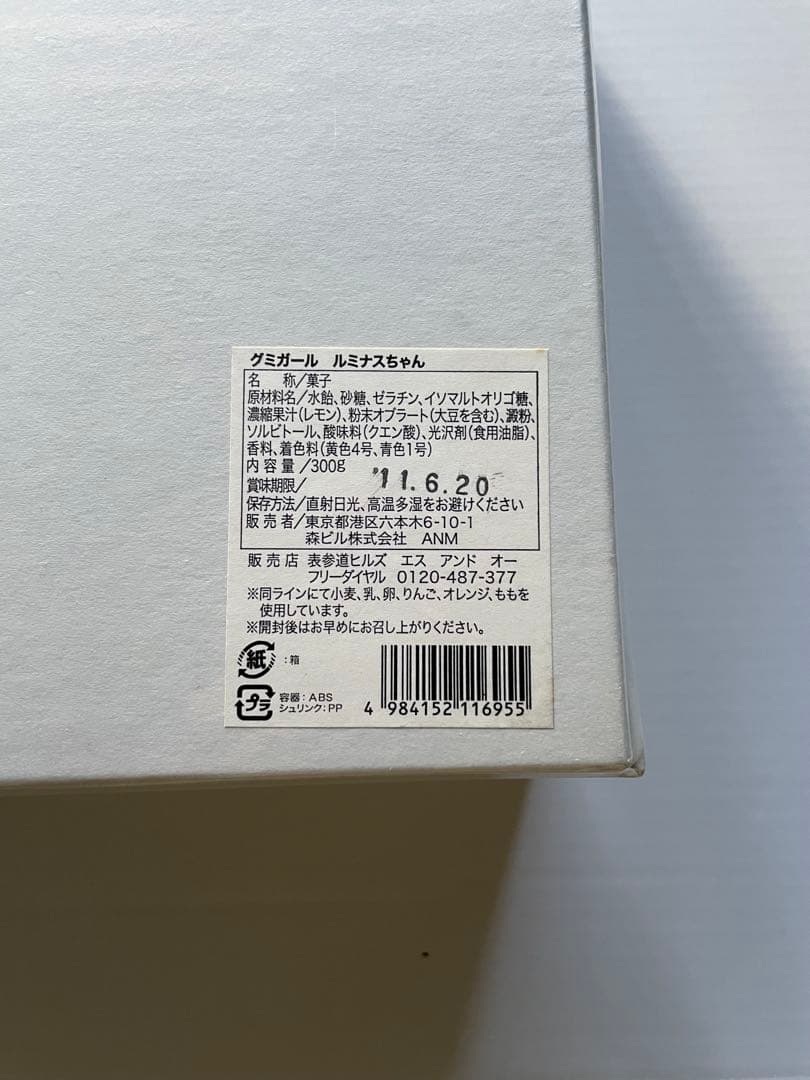 グミガール ルミナスちゃん
名 称/菓子
原材料名/水飴、砂糖、ゼラチン、イソマルトオリゴ糖、
濃縮果汁(レモン)、粉末オブラート(大豆を含む)、澱粉、
ソルビトール、酸味料(クエン酸)、光沢剤(食用油脂)、
香料、着色料(黄色4号、青色1号)
内容量/300g
賞味期限/ '11.6.20
保存方法/直射日光、高温多湿をお避けください
販売者/東京都港区六本木6-10-1
森ビル株式会社 ANM
販売店 表参道ヒルズ エス アンド オー
フリーダイヤル 0120-487-377
※同ラインにて小麦、乳、卵、りんご、オレンジ、ももを
使用しています。
※開封後はお早めにお召し上がりください。
紙 :箱
プラ 容器:ABS
シュリンク:PP
4 984152 116955